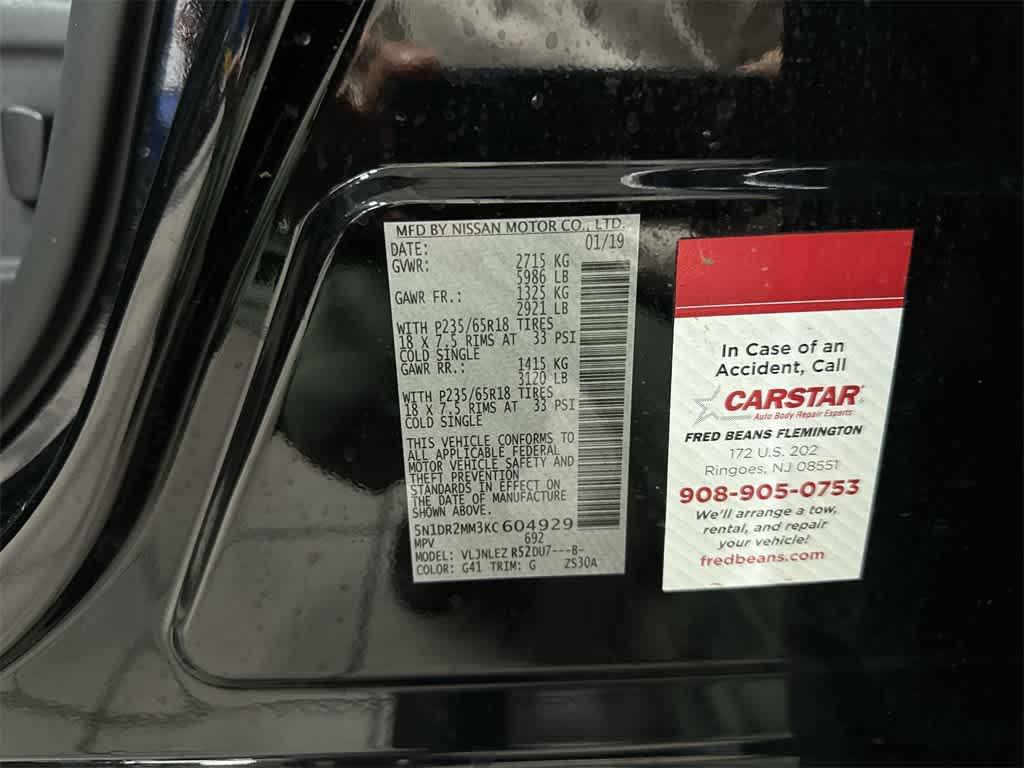 MFD BY NISSAN MOTOR CO., LTD.
DATE: 01/19
GVWR: 2715 KG
5986 LB
GAWR FR.: 1325 KG
2921 LB
WITH P235/65R18 TIRES
18 X 7.5 RIMS AT 33 PSI
COLD SINGLE
GAWR RR.: 1415 KG
3120 LB
WITH P235/65R18 TIRES
18 X 7.5 RIMS AT 33 PSI
COLD SINGLE
THIS VEHICLE CONFORMS TO
ALL APPLICABLE FEDERAL
MOTOR VEHICLE SAFETY AND
THEFT PREVENTION
STANDARDS IN EFFECT ON
THE DATE OF MANUFACTURE
SHOWN ABOVE.
5N1DR2MM3KC604929
MPV 692
MODEL: VLJNLEZ R52DU7---B-
COLOR: G41 TRIM: G ZS30A
In Case of an
Accident, Call
CARSTAR
Auto Body Repair Experts
FRED BEANS FLEMINGTON
172 U.S. 202
Ringoes, NJ 08551
908-905-0753
We'll arrange a tow,
rental, and repair
your vehicle!
fredbeans.com